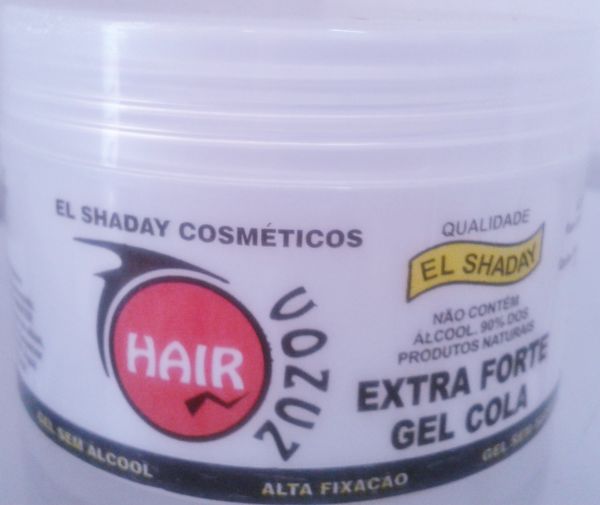 EL SHADAY COSMÉTICOS
HAIR
QUALIDADE
EL SHADAY
NÃO CONTÉM
ÁLCOOL. 90% DOS
PRODUTOS NATURAIS
EXTRA FORTE
GEL COLA
GEL SEM ÁLCOOL
ALTA FIXAÇÃO
GEL SEM